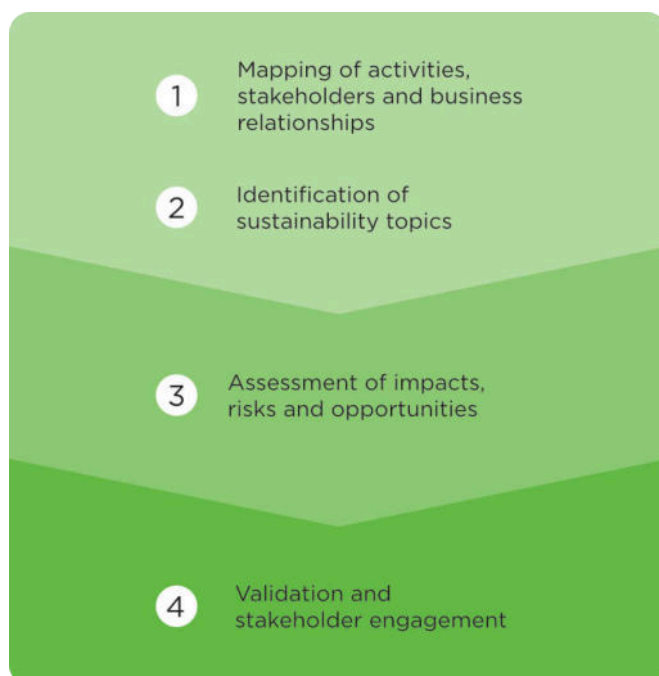 1
Mapping of activities,
stakeholders and business
relationships
2
Identification of
sustainability topics
3
Assessment of impacts,
risks and opportunities
4
Validation and
stakeholder engagement